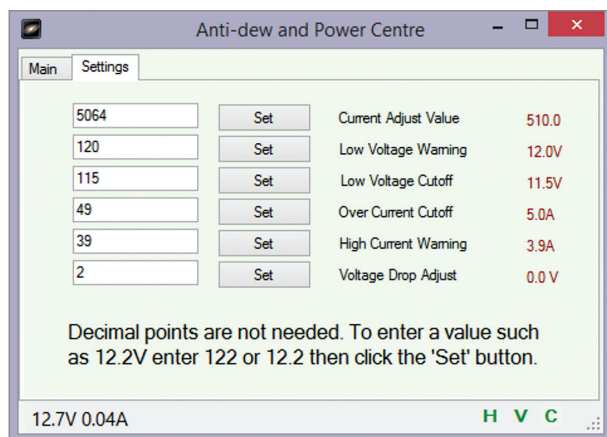 Anti-dew and Power Centre
Main Settings
5064 Set Current Adjust Value 510.0
120 Set Low Voltage Warning 12.0V
115 Set Low Voltage Cutoff 11.5V
49 Set Over Current Cutoff 5.0A
39 Set High Current Warning 3.9A
2 Set Voltage Drop Adjust 0.0 V
Decimal points are not needed. To enter a value such
as 12.2V enter 122 or 12.2 then click the 'Set' button.
12.7V 0.04A H V C